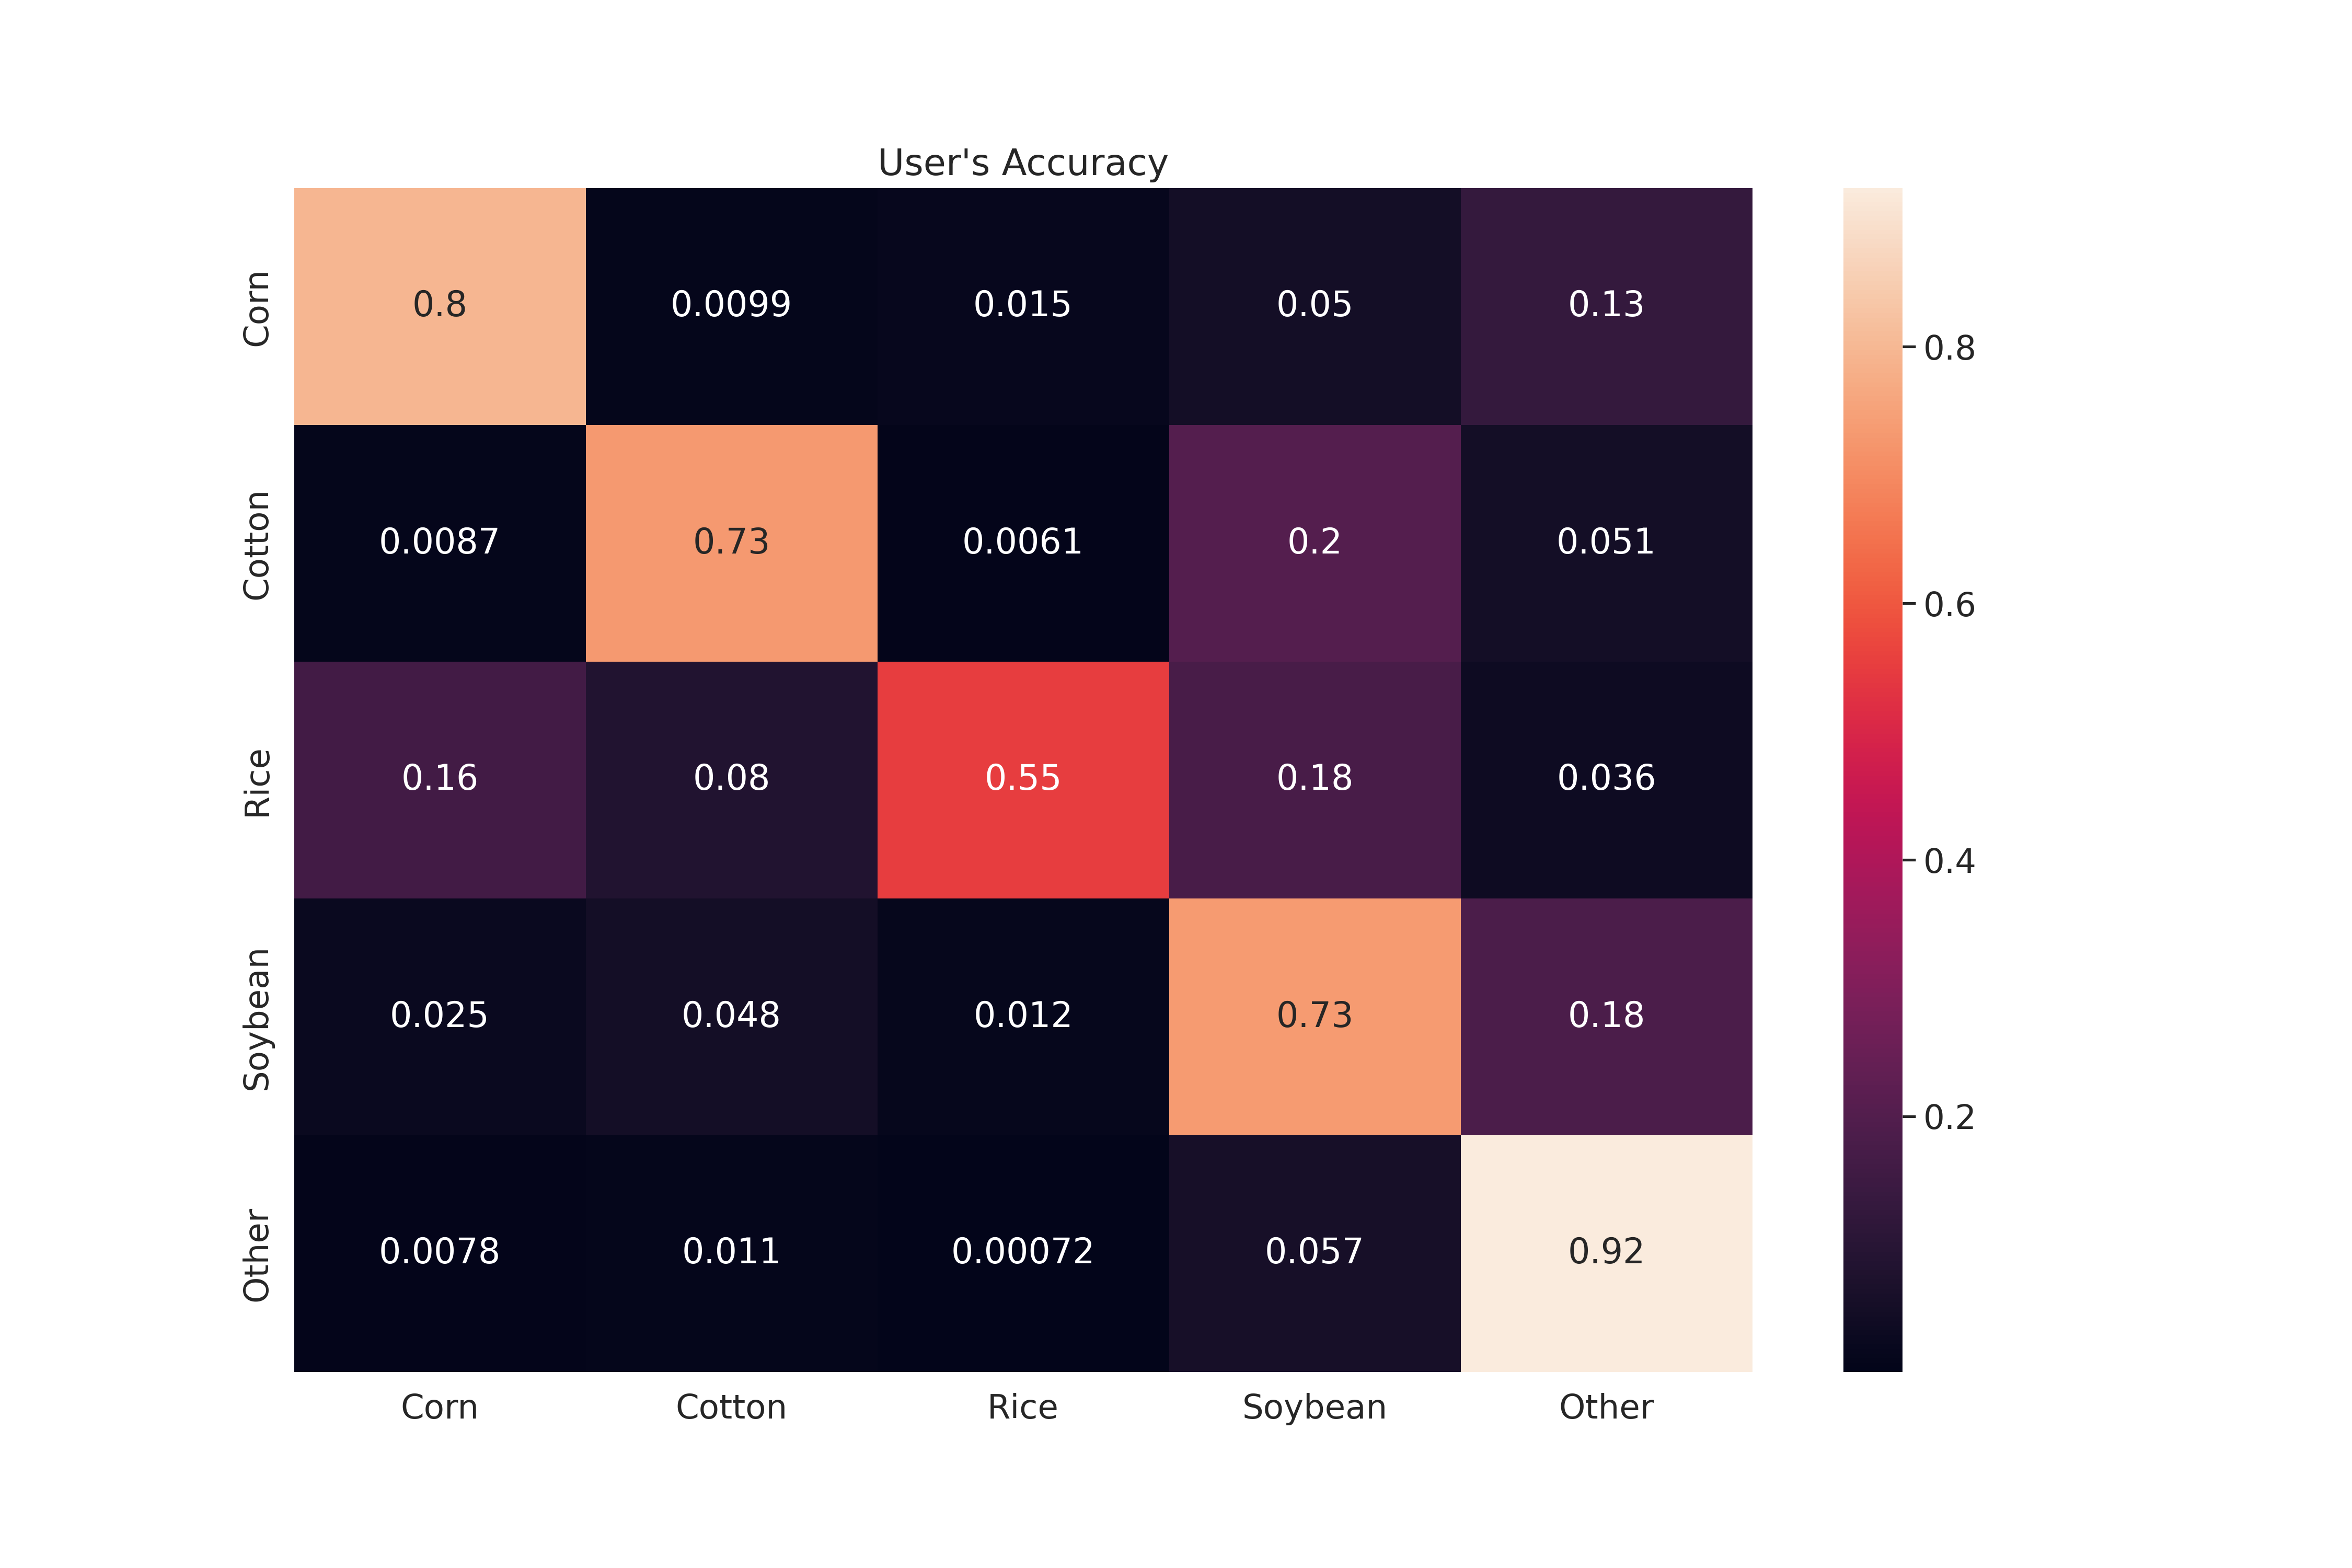 User's Accuracy
Corn 0.8 0.0099 0.015 0.05 0.13
Cotton 0.0087 0.73 0.0061 0.2 0.051
Rice 0.16 0.08 0.55 0.18 0.036
Soybean 0.025 0.048 0.012 0.73 0.18
Other 0.0078 0.011 0.00072 0.057 0.92
Corn Cotton Rice Soybean Other
0.8
0.6
0.4
0.2